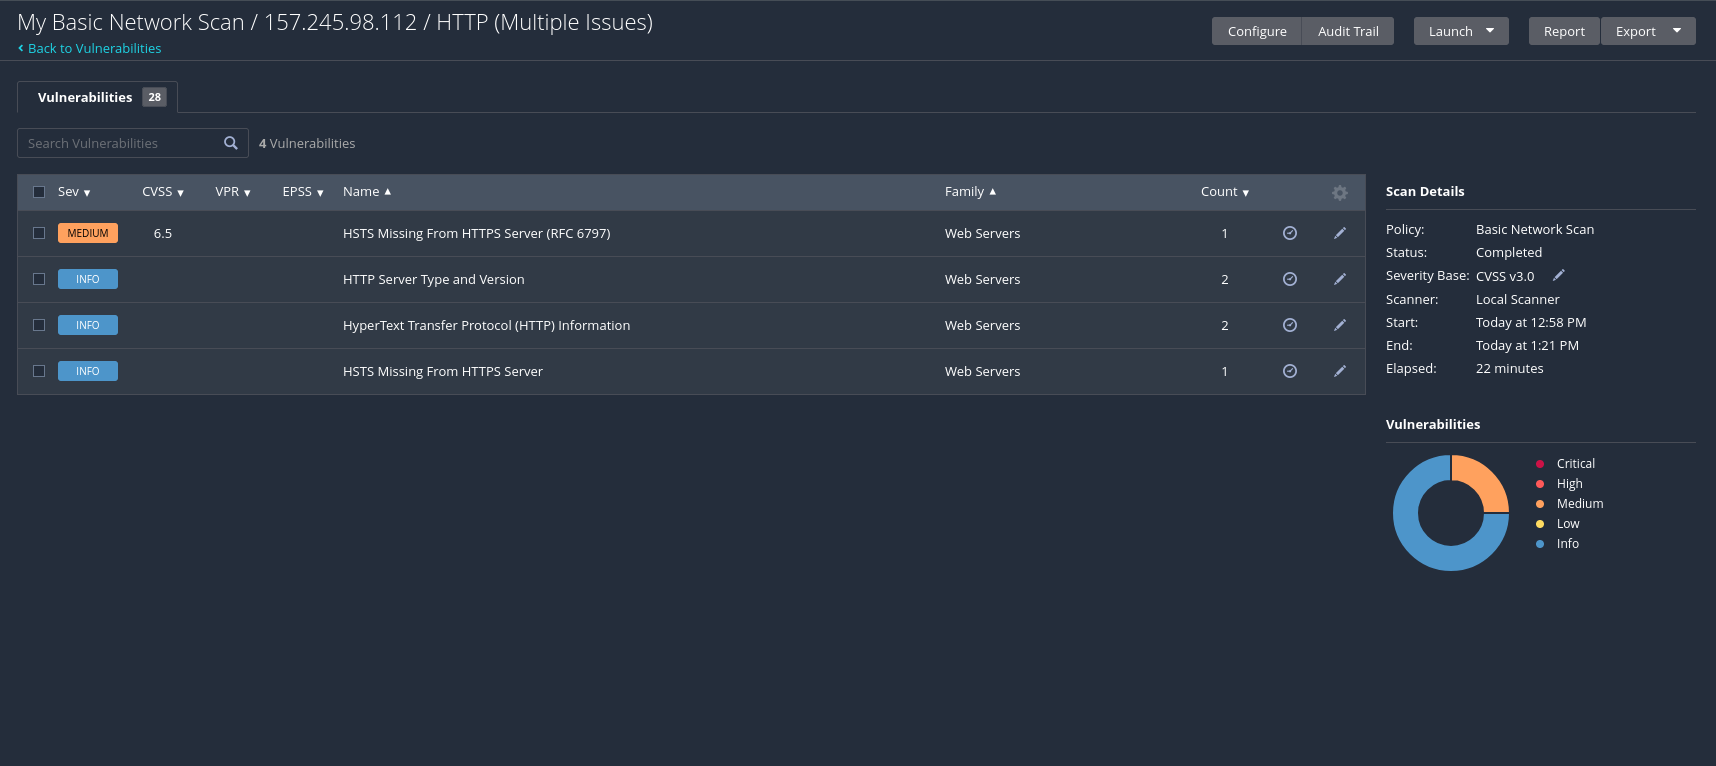 My Basic Network Scan / 157.245.98.112 / HTTP (Multiple Issues)
Back to Vulnerabilities
Configure Audit Trail Launch Report Export
Vulnerabilities 28
Search Vulnerabilities 4 Vulnerabilities
Sev CVSS VPR EPSS Name Family Count
MEDIUM 6.5 HSTS Missing From HTTPS Server (RFC 6797) Web Servers 1
INFO HTTP Server Type and Version Web Servers 2
INFO HyperText Transfer Protocol (HTTP) Information Web Servers 2
INFO HSTS Missing From HTTPS Server Web Servers 1
Scan Details
Policy: Basic Network Scan
Status: Completed
Severity Base: CVSS v3.0
Scanner: Local Scanner
Start: Today at 12:58 PM
End: Today at 1:21 PM
Elapsed: 22 minutes
Vulnerabilities
Critical
High
Medium
Low
Info